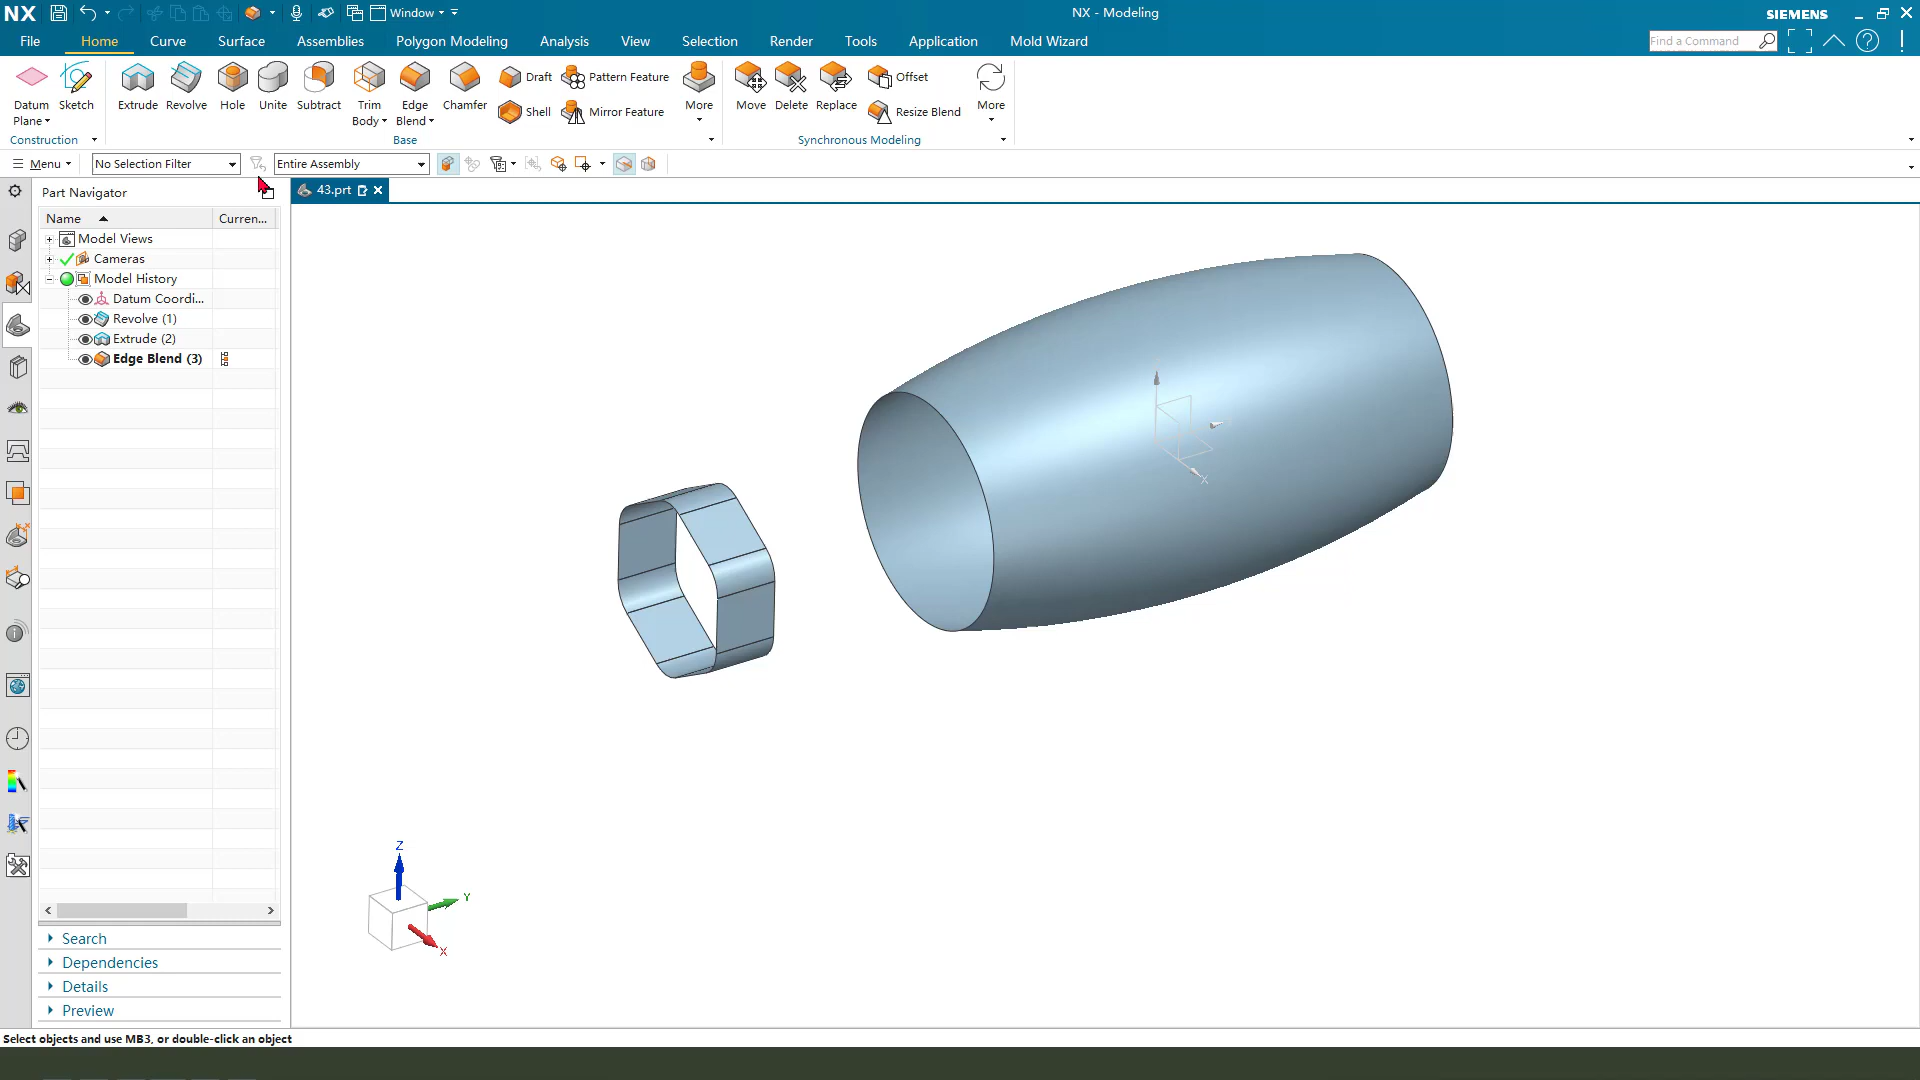 NX
Window
NX - Modeling
SIEMENS
File
Home
Curve
Surface
Assemblies
Polygon Modeling
Analysis
View
Selection
Render
Tools
Application
Mold Wizard
Find a Command
Datum Plane
Sketch
Extrude
Revolve
Hole
Unite
Subtract
Trim Body
Edge Blend
Chamfer
Draft
Shell
Pattern Feature
Mirror Feature
More
Move
Delete
Replace
Offset
Resize Blend
More
Construction
Base
Synchronous Modeling
Menu
No Selection Filter
Entire Assembly
Part Navigator
43.prt
Name
Curren...
Model Views
Cameras
Model History
Datum Coordi...
Revolve (1)
Extrude (2)
Edge Blend (3)
X
Z
Y
X
Search
Dependencies
Details
Preview
Select objects and use MB3, or double-click an object